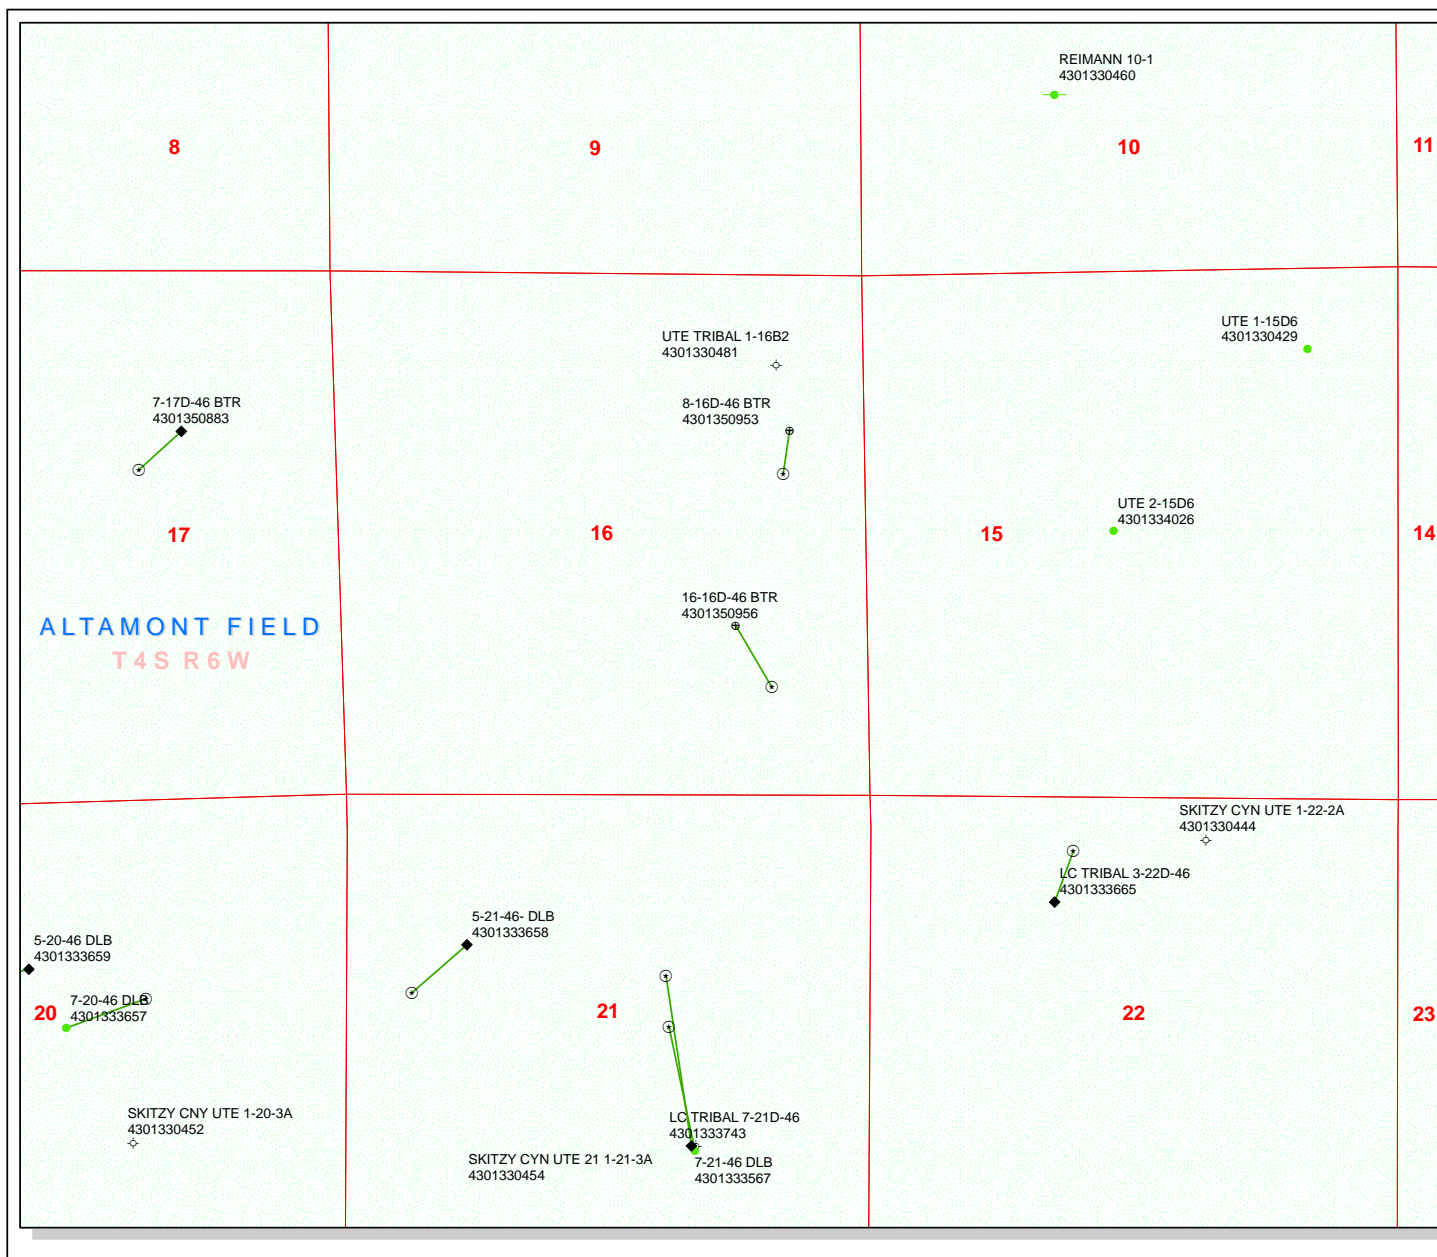 REIMANN 10-1
4301330460
8
9
10
11
UTE TRIBAL 1-16B2
4301330481
UTE 1-15D6
4301330429
7-17D-46 BTR
4301350883
8-16D-46 BTR
4301350953
UTE 2-15D6
4301334026
17
16
15
14
16-16D-46 BTR
4301350956
ALTAMONT FIELD
T4S R6W
SKITZY CYN UTE 1-22-2A
4301330444
LC TRIBAL 3-22D-46
4301333665
5-21-46- DLB
4301333658
5-20-46 DLB
4301333659
7-20-46 DLB
4301333657
20
21
22
23
SKITZY CNY UTE 1-20-3A
4301330452
LC TRIBAL 7-21D-46
4301333743
SKITZY CYN UTE 21 1-21-3A
4301330454
7-21-46 DLB
4301333567